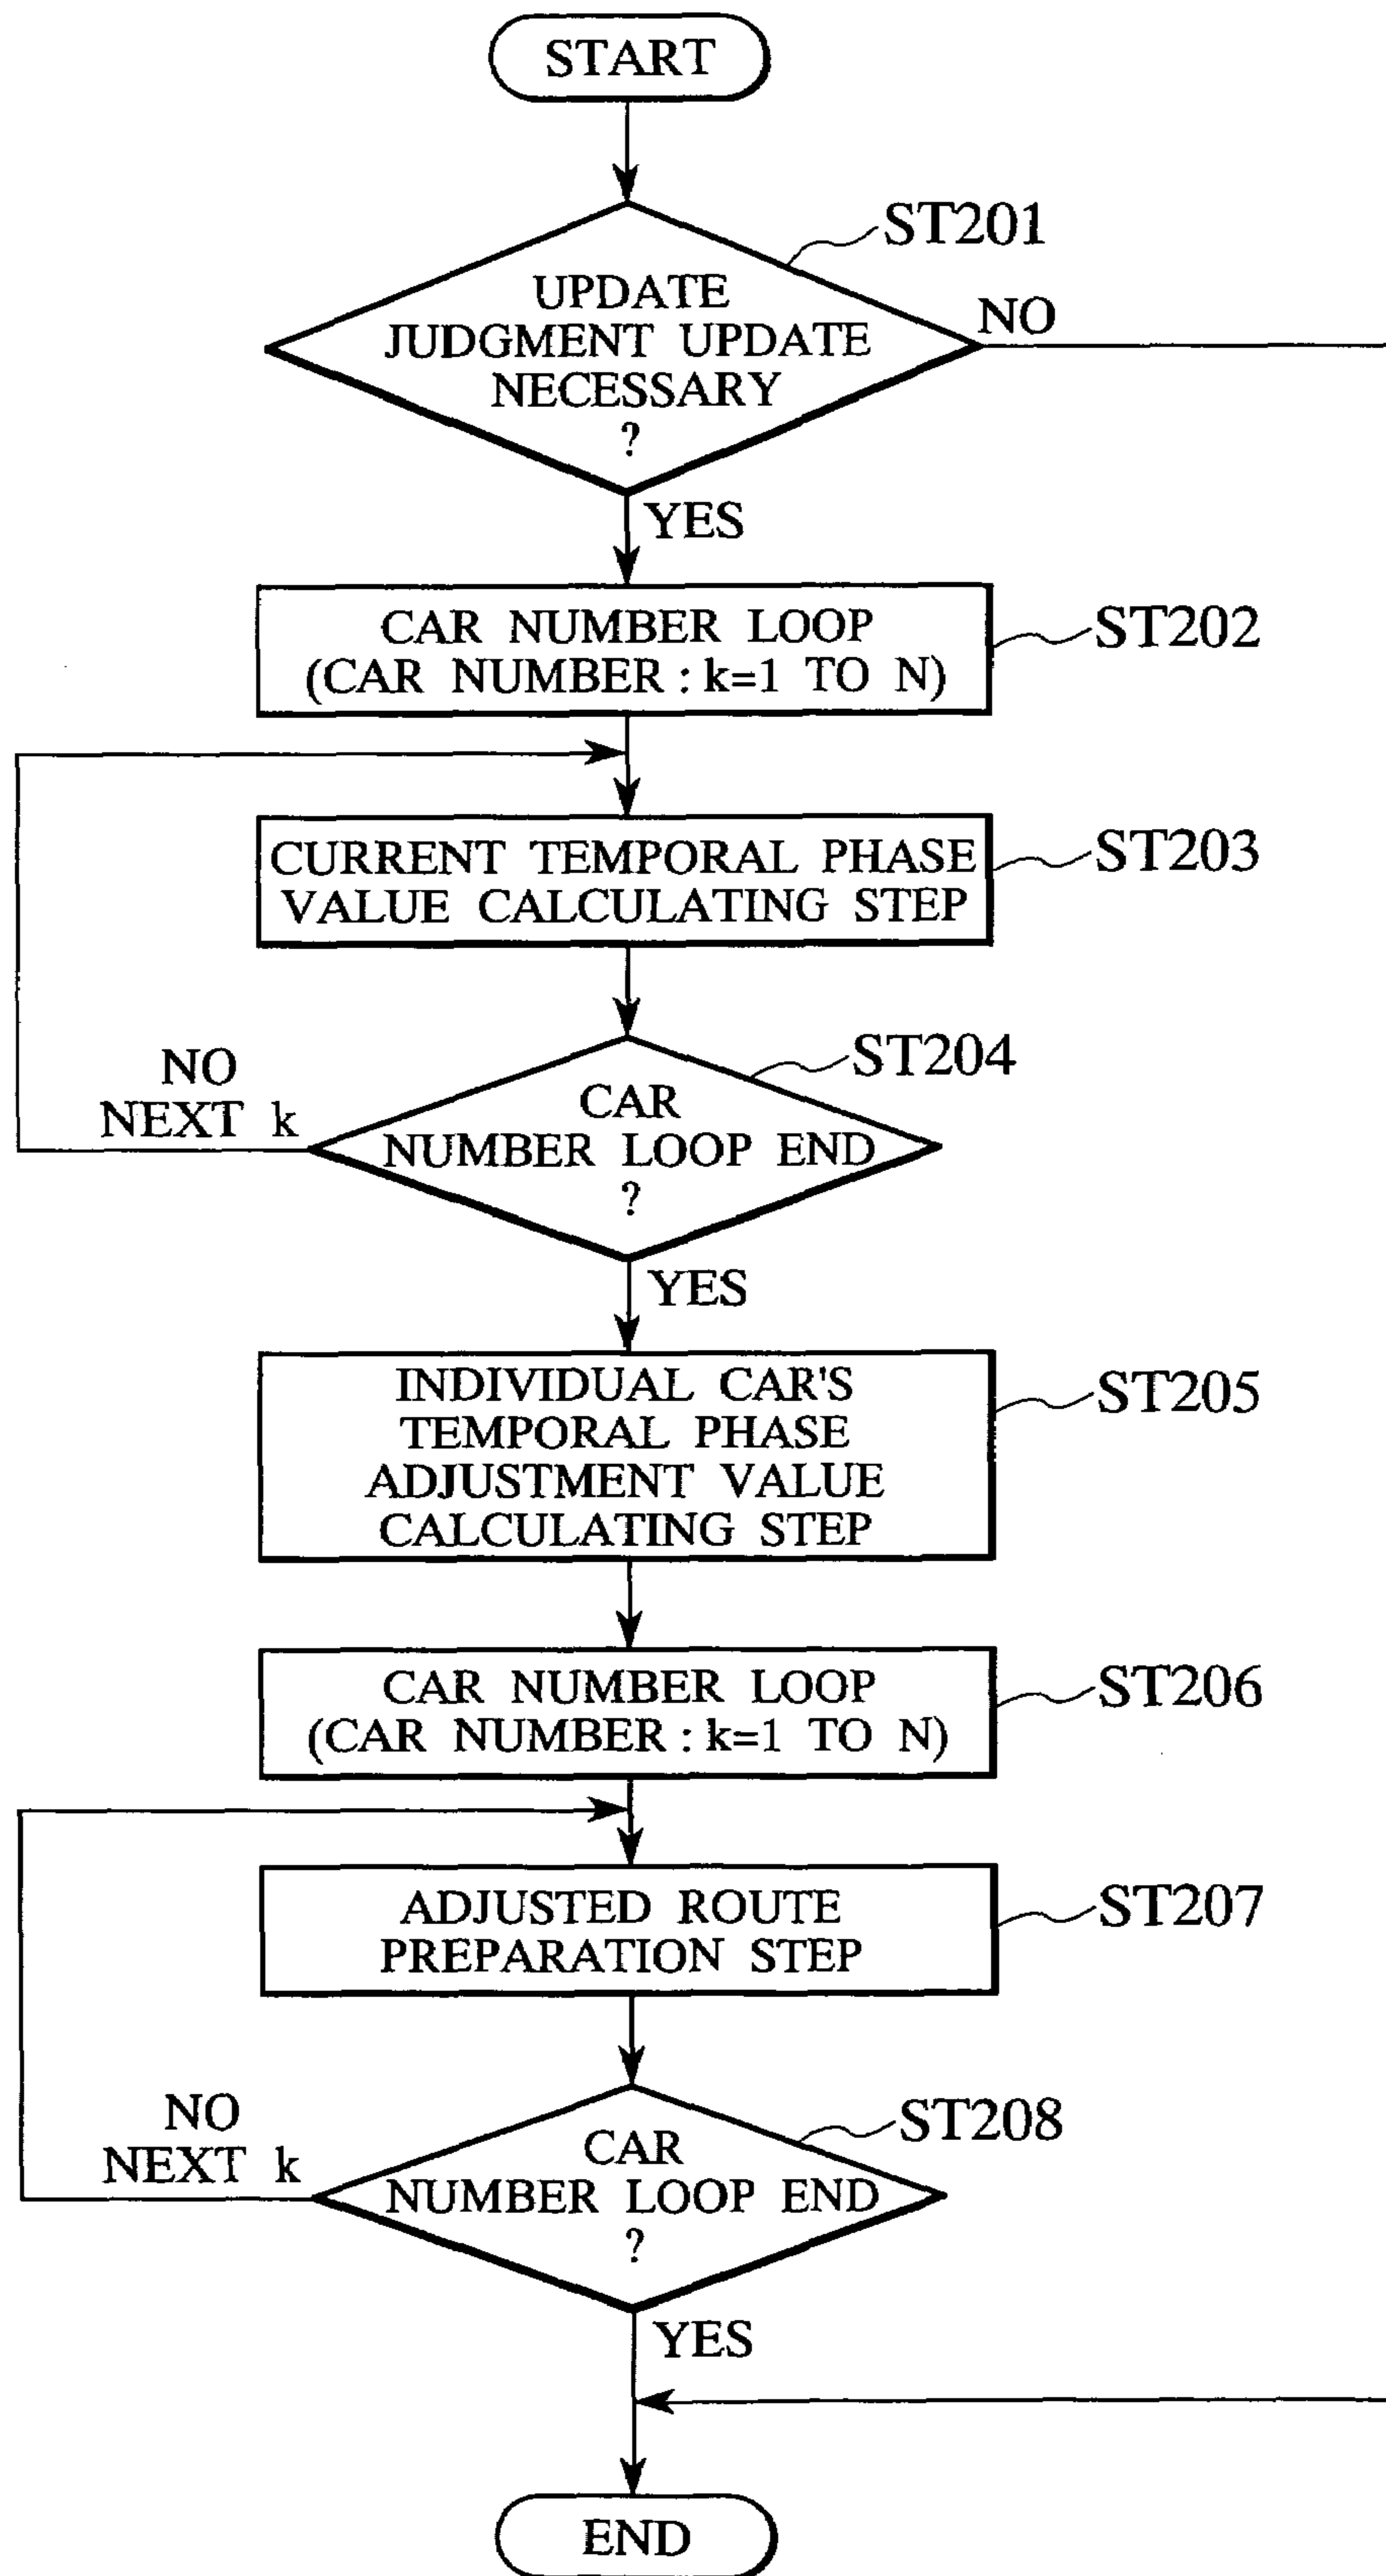 START
ST201
UPDATE
JUDGMENT UPDATE
NECESSARY
?
NO
YES
CAR NUMBER LOOP
(CAR NUMBER : k=1 TO N)
ST202
CURRENT TEMPORAL PHASE
VALUE CALCULATING STEP
ST203
ST204
NO
NEXT k
CAR
NUMBER LOOP END
?
YES
INDIVIDUAL CAR'S
TEMPORAL PHASE
ADJUSTMENT VALUE
CALCULATING STEP
ST205
CAR NUMBER LOOP
(CAR NUMBER : k=1 TO N)
ST206
ADJUSTED ROUTE
PREPARATION STEP
ST207
ST208
NO
NEXT k
CAR
NUMBER LOOP END
?
YES
END